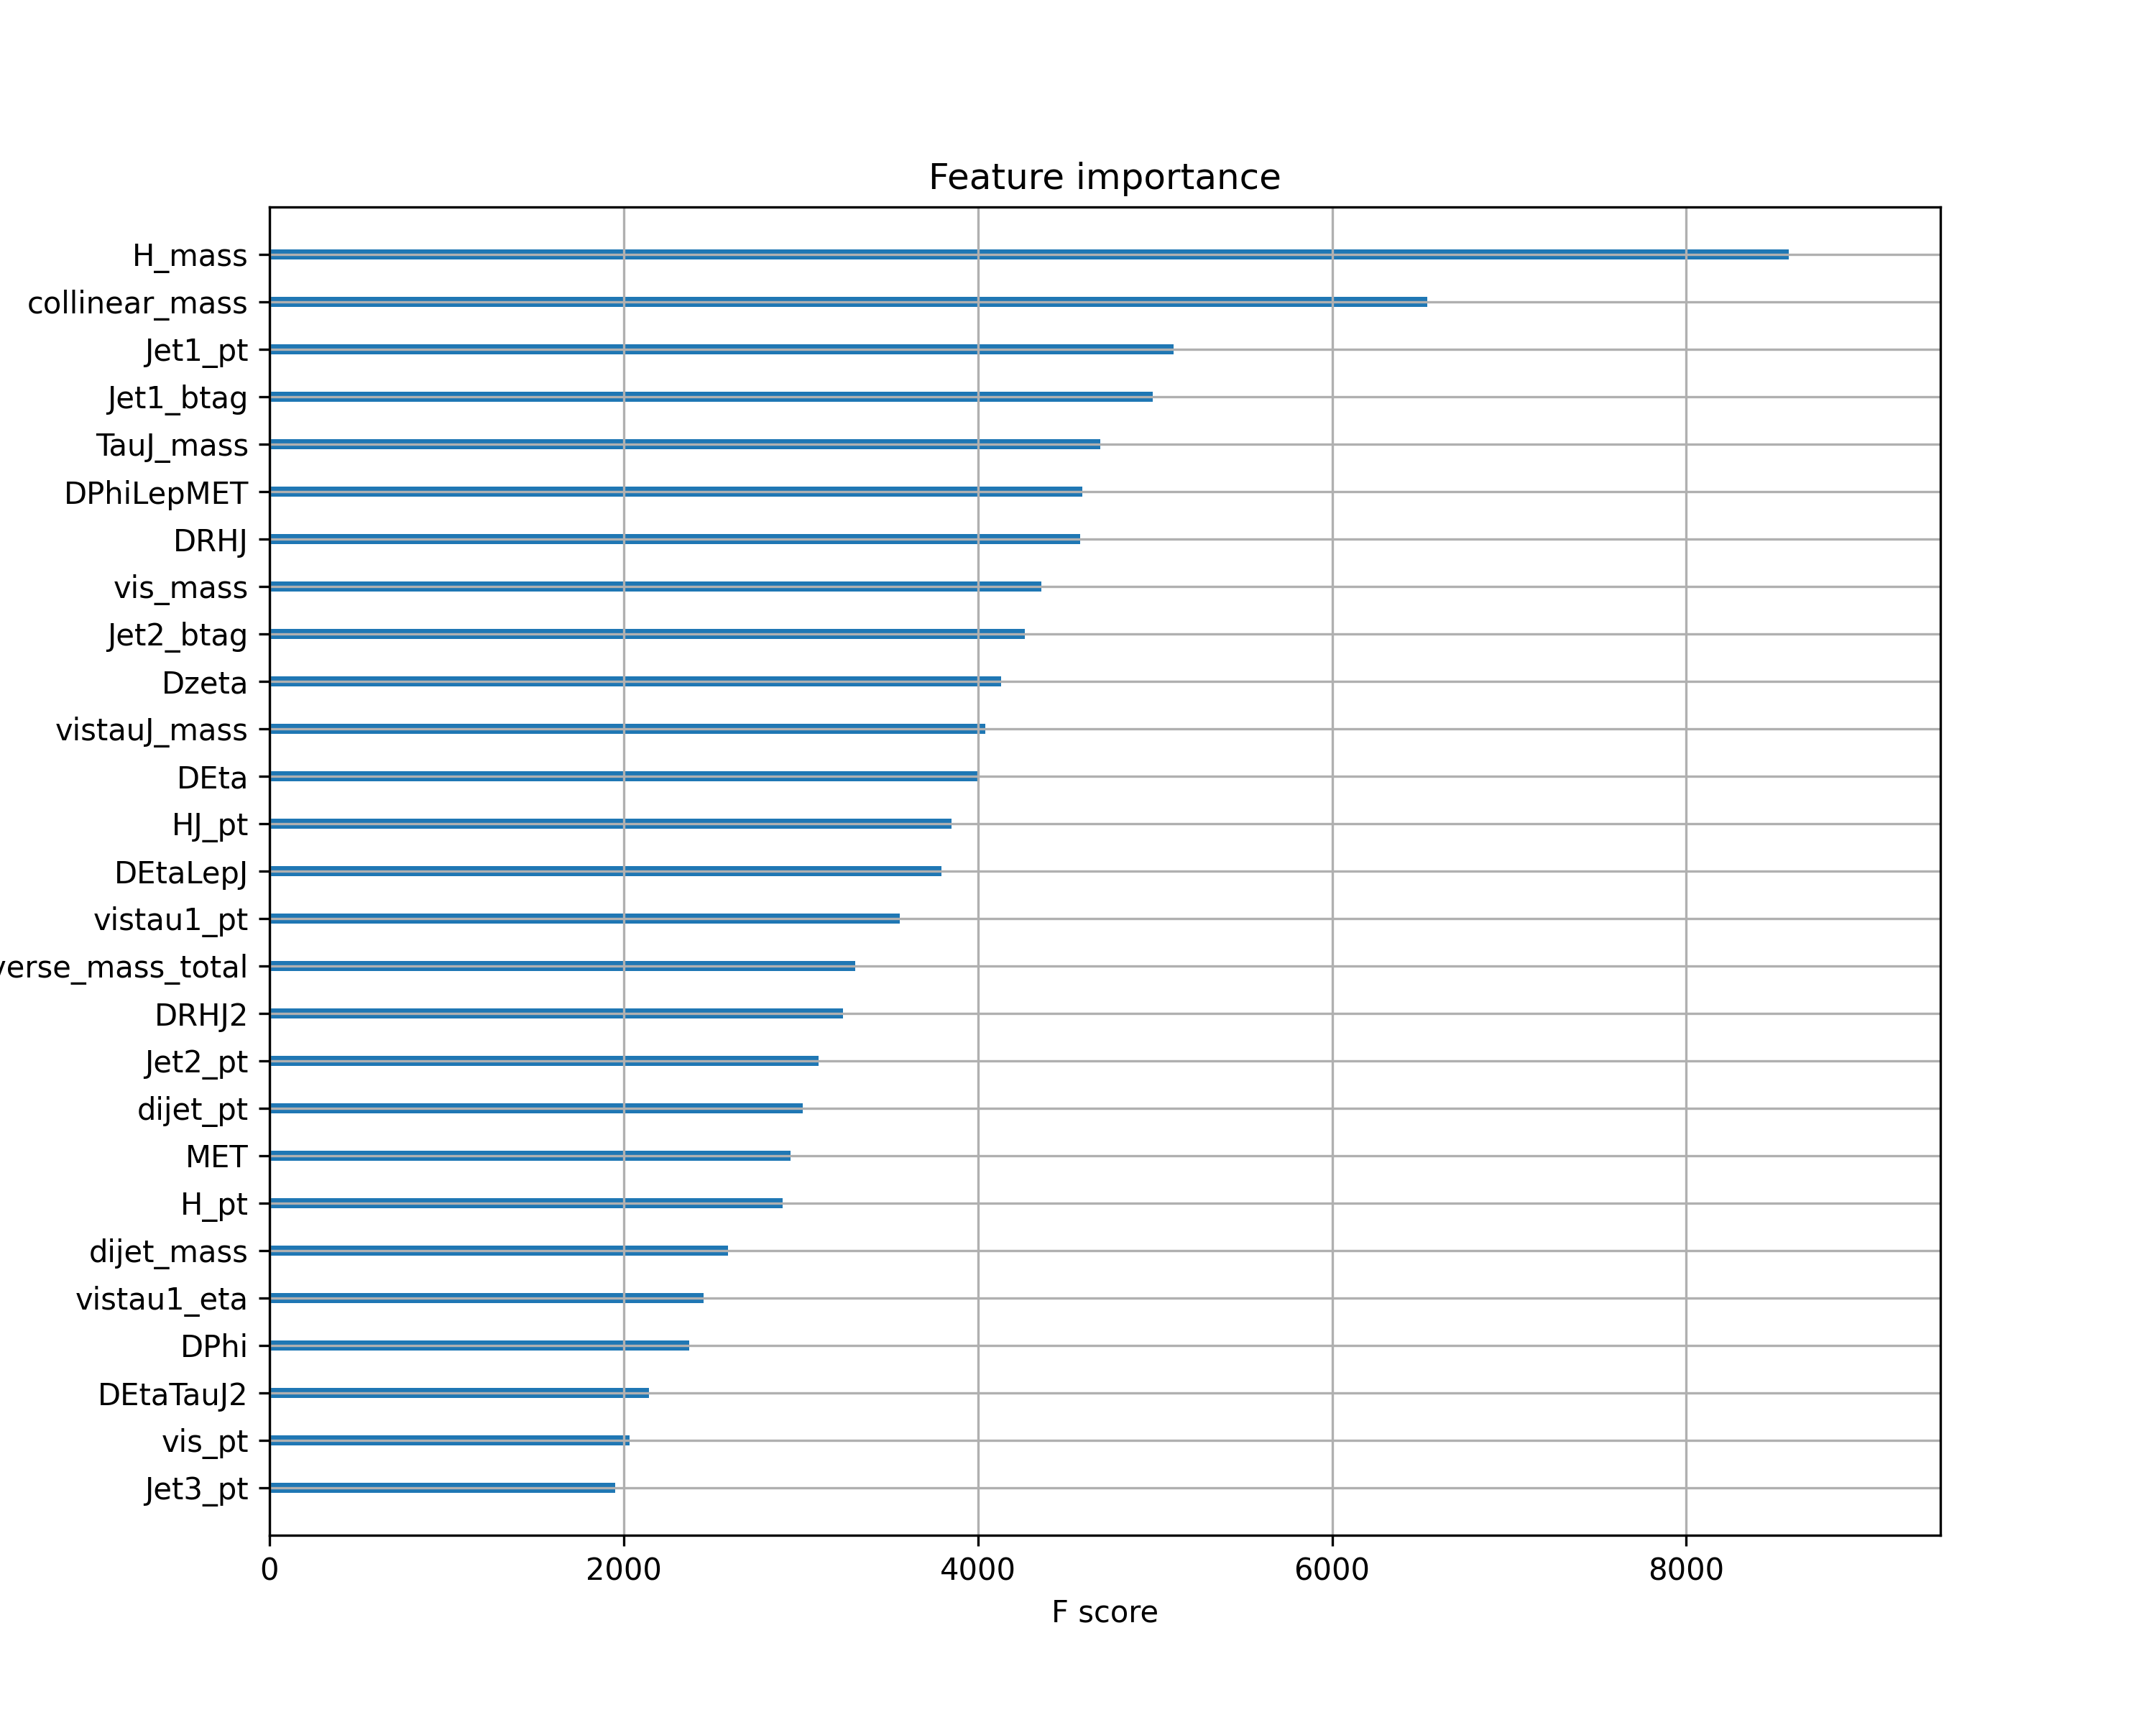 Feature importance
H_mass
collinear_mass
Jet1_pt
Jet1_btag
TauJ_mass
DPhiLepMET
DRHJ
vis_mass
Jet2_btag
Dzeta
vistauJ_mass
DEta
HJ_pt
DEtaLepJ
vistau1_pt
verse_mass_total
DRHJ2
Jet2_pt
dijet_pt
MET
H_pt
dijet_mass
vistau1_eta
DPhi
DEtaTauJ2
vis_pt
Jet3_pt
0 2000 4000 6000 8000
F score